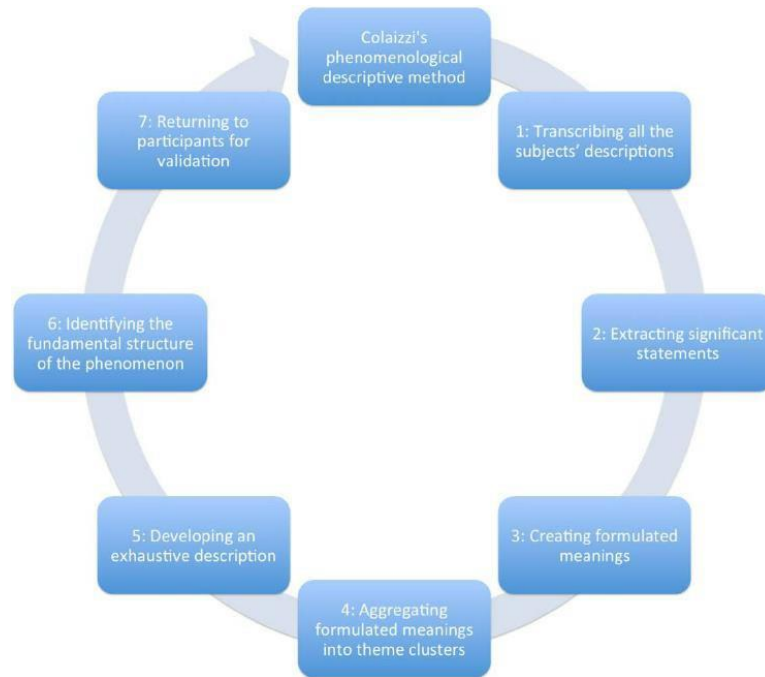 Colaizzi's
phenomenological
descriptive method
1: Transcribing all the
subjects' descriptions
2: Extracting significant
statements
3: Creating formulated
meanings
4: Aggregating
formulated meanings
into theme clusters
5: Developing an
exhaustive description
6: Identifying the
fundamental structure
of the phenomenon
7: Returning to
participants for
validation